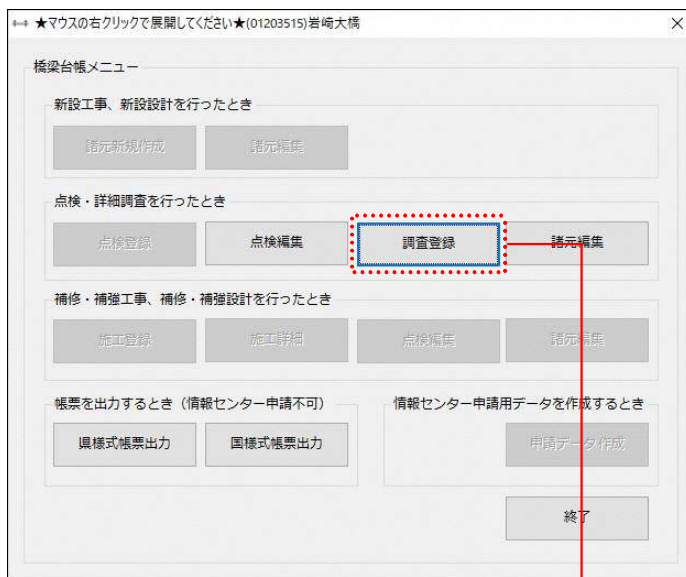 ★マウスの右クリックで展開してください★(01203515)岩崎大橋
橋梁台帳メニュー
新設工事、新設設計を行ったとき
諸元新規作成 諸元編集
点検・詳細調査を行ったとき
点検登録 点検編集 調査登録 諸元編集
補修・補強工事、補修・補強設計を行ったとき
施工登録 施工詳細 点検編集 諸元編集
帳票を出力するとき（情報センター申請不可） 情報センター申請用データを作成するとき
県様式帳票出力 国様式帳票出力 申請データ作成
終了